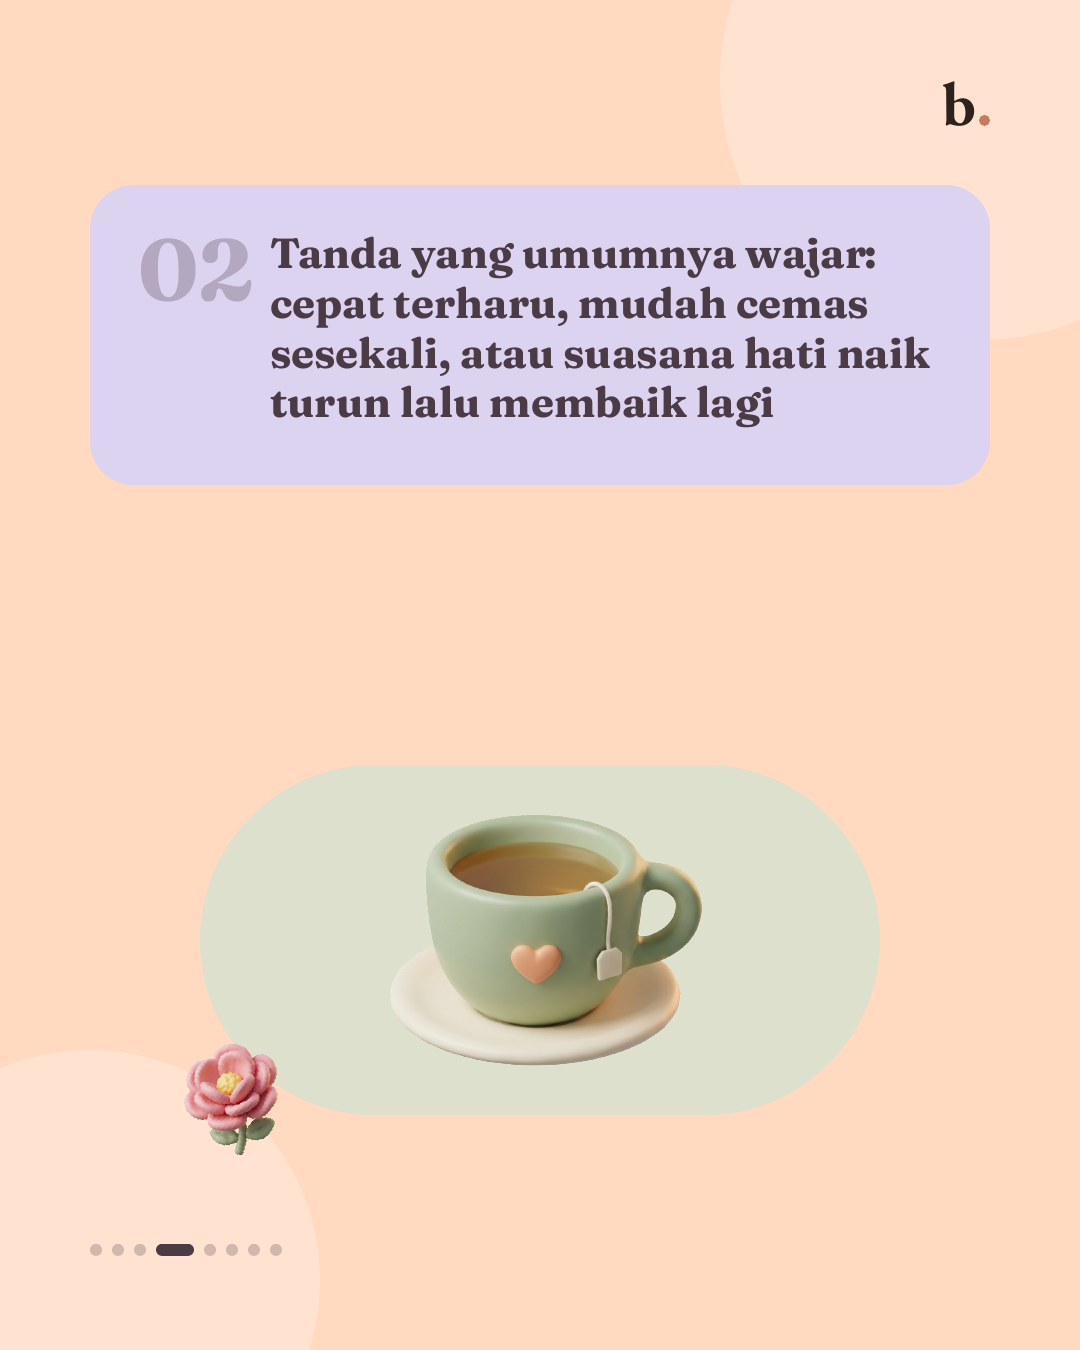 b.
02
Tanda yang umumnya wajar:
cepat terharu, mudah cemas
sesekali, atau suasana hati naik
turun lalu membaik lagi